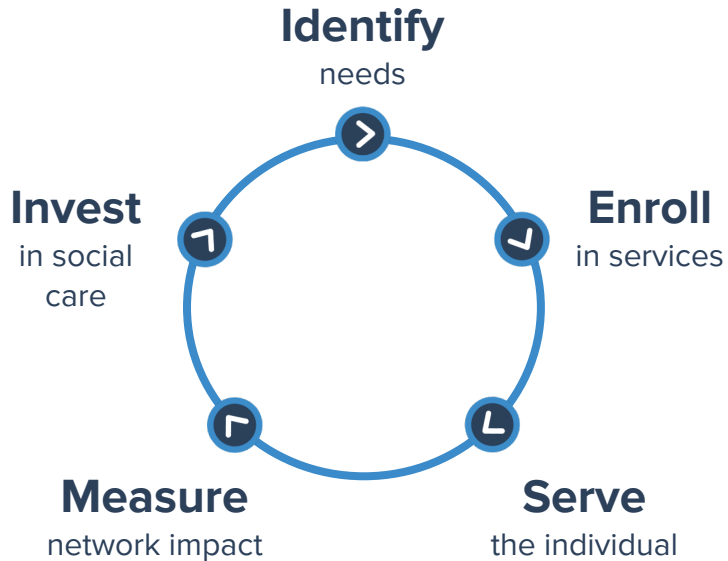 Identify
needs
Enroll
in services
Serve
the individual
Measure
network impact
Invest
in social
care